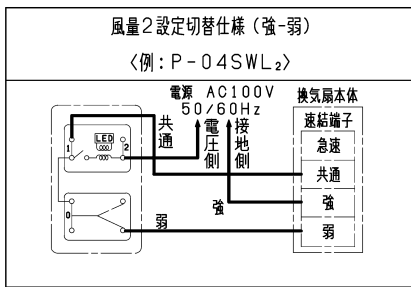 風量2設定切替仕様（強-弱）
〈例：P-04SWL₂〉
電源 AC100V
50/60Hz
換気扇本体
速結端子
共通
電圧側
接地側
LED
1
2
急速
共通
強
強
0
弱
弱